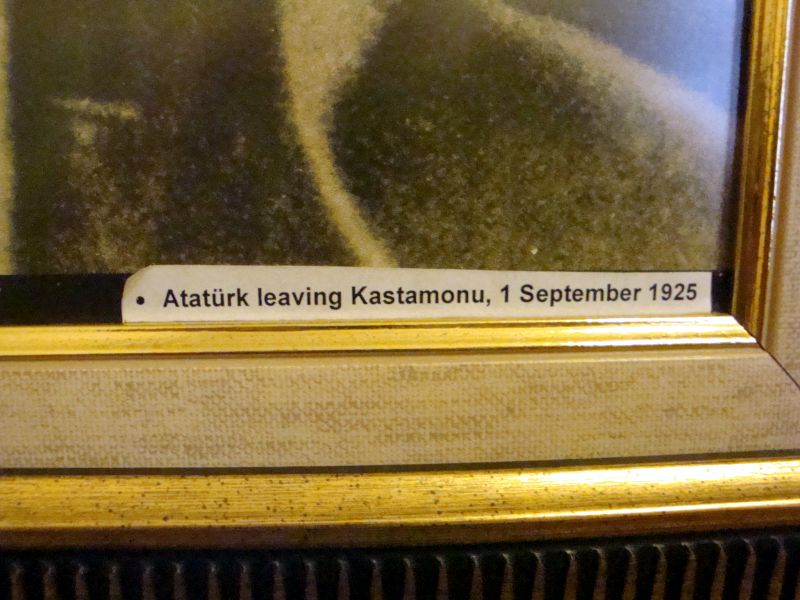 • Atatürk leaving Kastamonu, 1 September 1925